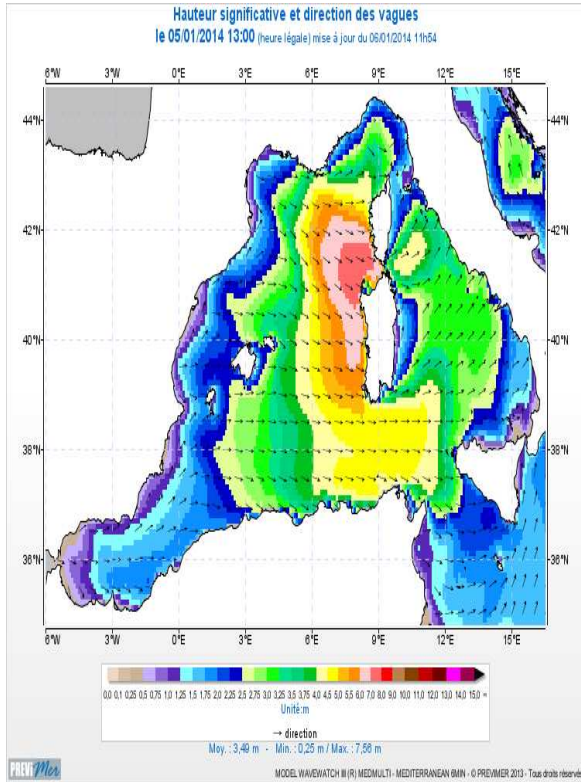 Hauteur significative et direction des vagues
le 05/01/2014 13:00 (heure légale) mise à jour du 06/01/2014 11h54
6°W 3°W 0°E 3°E 6°E 9°E 12°E 15°E
44°N 44°N
42°N 42°N
40°N 40°N
38°N 38°N
36°N 36°N
6°W 3°W 0°E 3°E 6°E 9°E 12°E 15°E
0,0 0,1 0,25 0,5 0,75 1,0 1,25 1,5 1,75 2,0 2,25 2,5 2,75 3,0 3,25 3,5 3,75 4,0 4,5 5,0 5,5 6,0 7,0 8,0 9,0 10,0 11,0 12,0 13,0 14,0 15,0
Unité:m
→ direction
Moy. : 3,49 m - Min. : 0,25 m / Max. : 7,56 m
PREVIMer
MODEL WAVEWATCH III (R) MEDMULTI - MEDITERRANEAN 6MIN - © PREVIMER 2013 - Tous droits réservés